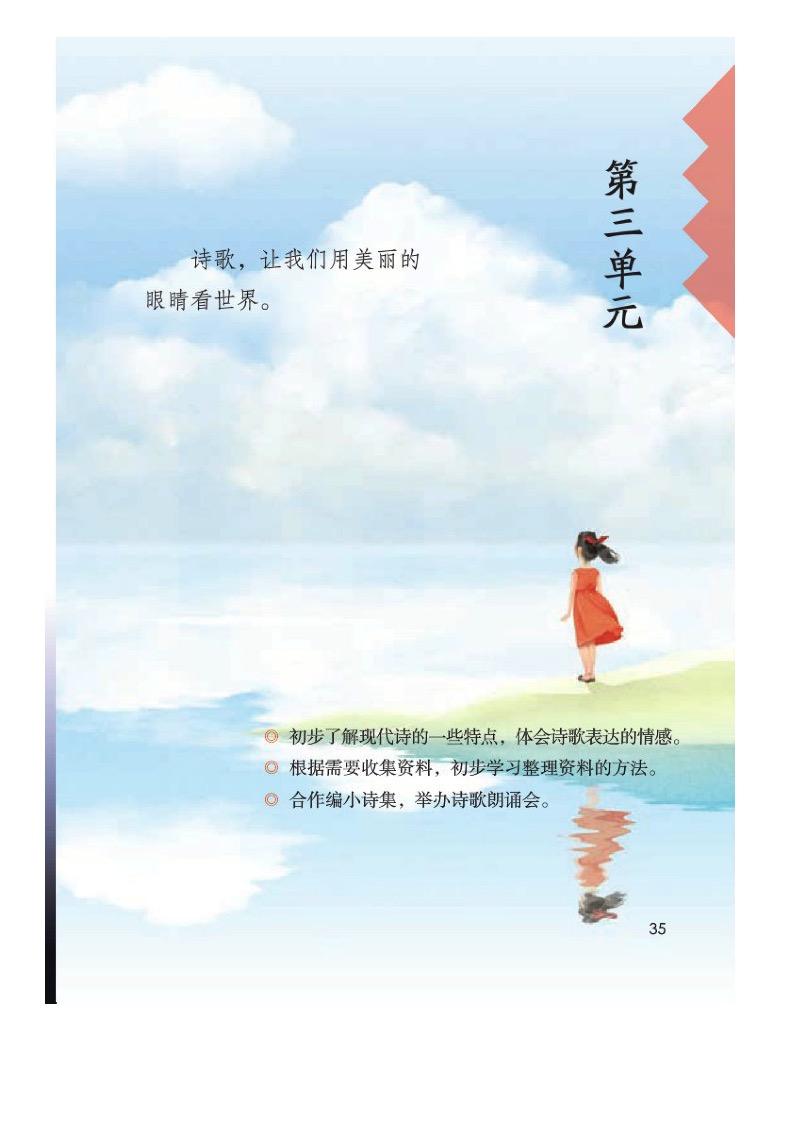 第三单元
诗歌，让我们用美丽的
眼睛看世界。
◎ 初步了解现代诗的一些特点，体会诗歌表达的情感。
◎ 根据需要收集资料，初步学习整理资料的方法。
◎ 合作编小诗集，举办诗歌朗诵会。
35